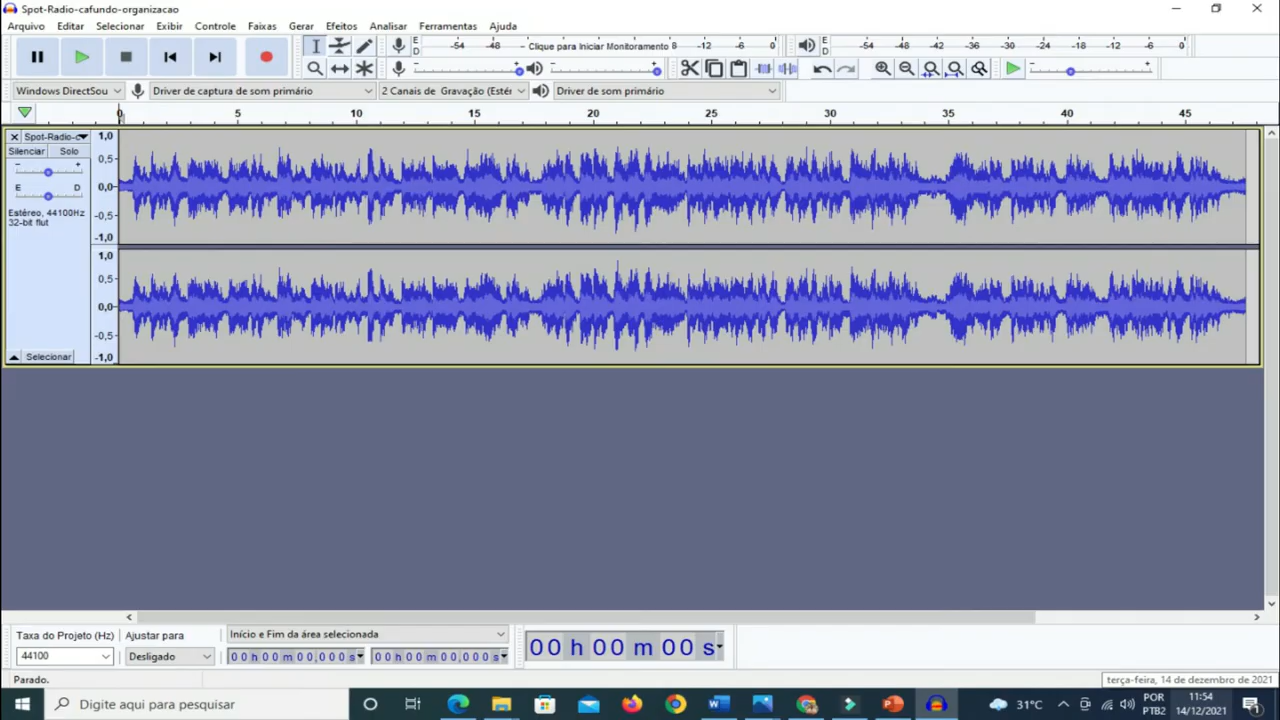 Spot-Radio-cafundo-organizacao
Arquivo Editar Selecionar Exibir Controle Faixas Gerar Efeitos Analisar Ferramentas Ajuda
E D -54 -48 - Clique para Iniciar Monitoramento 8 -12 -6 0
E D -54 -48 -42 -36 -30 -24 -18 -12 -6 0
Windows DirectSou Driver de captura de som primário 2 Canais de Gravação (Estér Driver de som primário
0 5 10 15 20 25 30 35 40 45
Spot-Radio-c
Silenciar Solo
- +
E D
Estéreo, 44100Hz
32-bit flut
1,0
0,5
0,0
-0,5
-1,0
1,0
0,5
0,0
-0,5
-1,0
Selecionar
Taxa do Projeto (Hz) Ajustar para Início e Fim da área selecionada
44100 Desligado 00 h 00 m 00,000 s 00 h 00 m 00,000 s
00 h 00 m 00 s
Parado.
terça-feira, 14 de dezembro de 2021
Digite aqui para pesquisar
31°C
POR
PTB2
11:54
14/12/2021
1